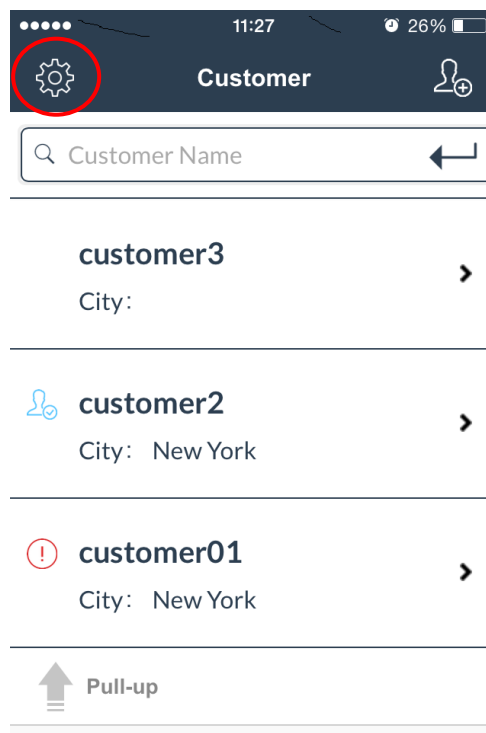 11:27
26%
Customer
Customer Name
customer3
City:
customer2
City: New York
customer01
City: New York
Pull-up